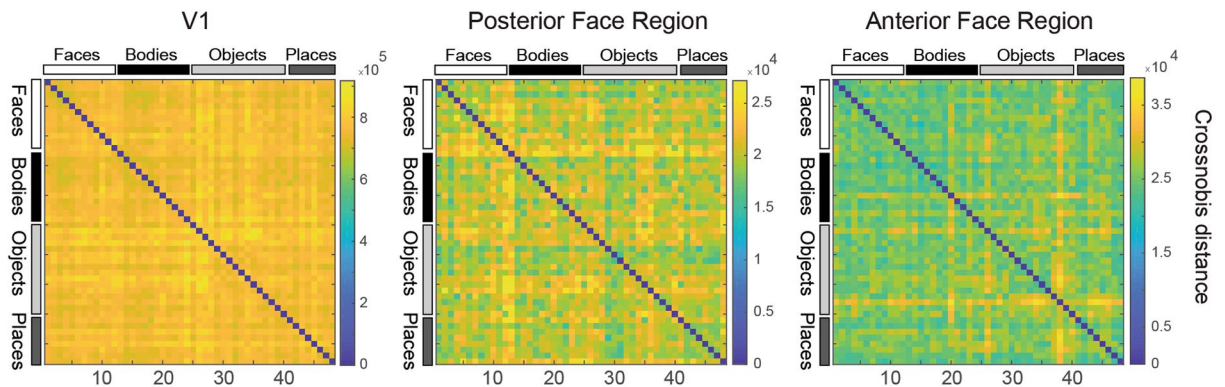 V1
Faces Bodies Objects Places
×10 5
8
6
4
2
0
Faces
Bodies
Objects
Places
10 20 30 40
Posterior Face Region
Faces Bodies Objects Places
×10 4
2.5
2
1.5
1
0.5
0
Faces
Bodies
Objects
Places
10 20 30 40
Anterior Face Region
Faces Bodies Objects Places
×10 4
3.5
3
2.5
2
1.5
1
0.5
0
Faces
Bodies
Objects
Places
10 20 30 40
Crossnobis distance